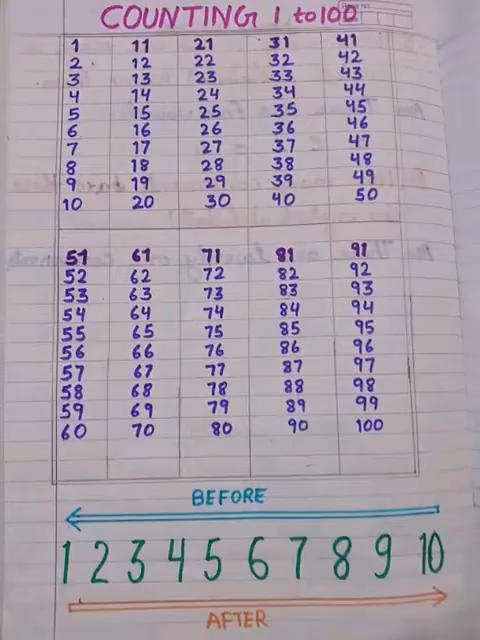 COUNTING 1 to 100
1 11 21 31 41
2 12 22 32 42
3 13 23 33 43
4 14 24 34 44
5 15 25 35 45
6 16 26 36 46
7 17 27 37 47
8 18 28 38 48
9 19 29 39 49
10 20 30 40 50
51 61 71 81 91
52 62 72 82 92
53 63 73 83 93
54 64 74 84 94
55 65 75 85 95
56 66 76 86 96
57 67 77 87 97
58 68 78 88 98
59 69 79 89 99
60 70 80 90 100
BEFORE
1 2 3 4 5 6 7 8 9 10
AFTER